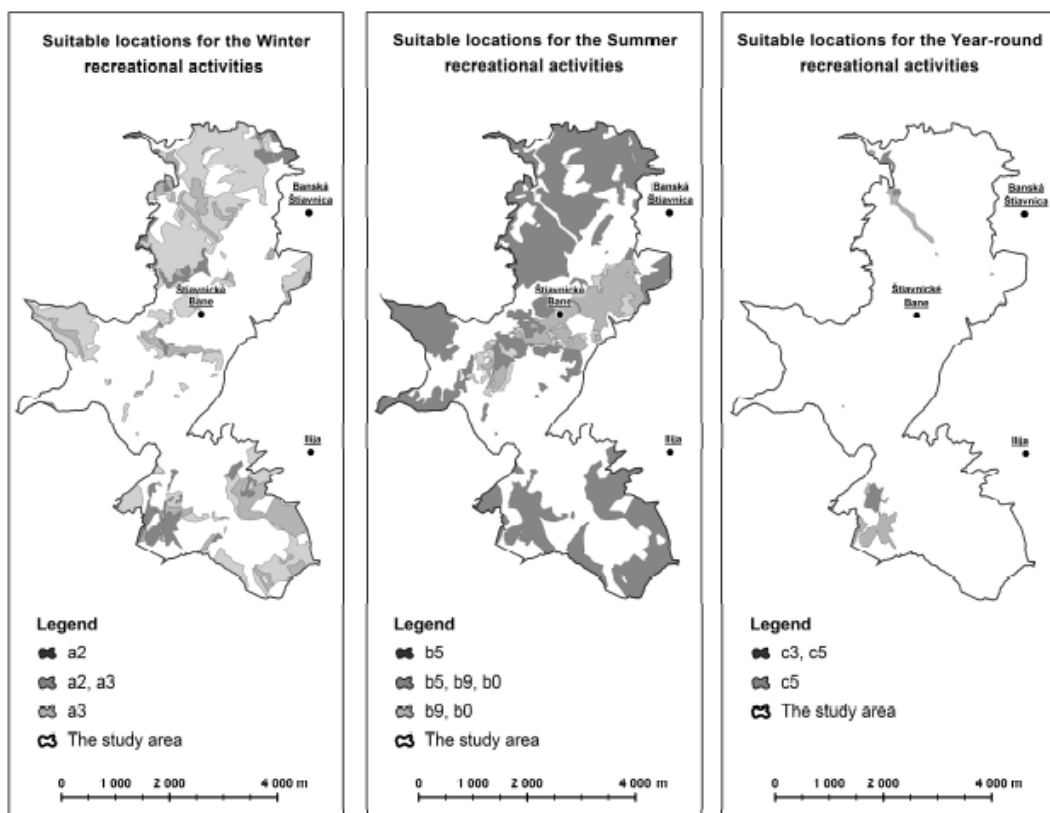 Suitable locations for the Winter
recreational activities
Banská
Štiavnica
Štiavnické
Bane
Ilija
Legend
a2
a2, a3
a3
The study area
0 1 000 2 000 4 000 m
Suitable locations for the Summer
recreational activities
Banská
Štiavnica
Štiavnické
Bane
Ilija
Legend
b5
b5, b9, b0
b9, b0
The study area
0 1 000 2 000 4 000 m
Suitable locations for the Year-round
recreational activities
Banská
Štiavnica
Štiavnické
Bane
Ilija
Legend
c3, c5
c5
The study area
0 1 000 2 000 4 000 m